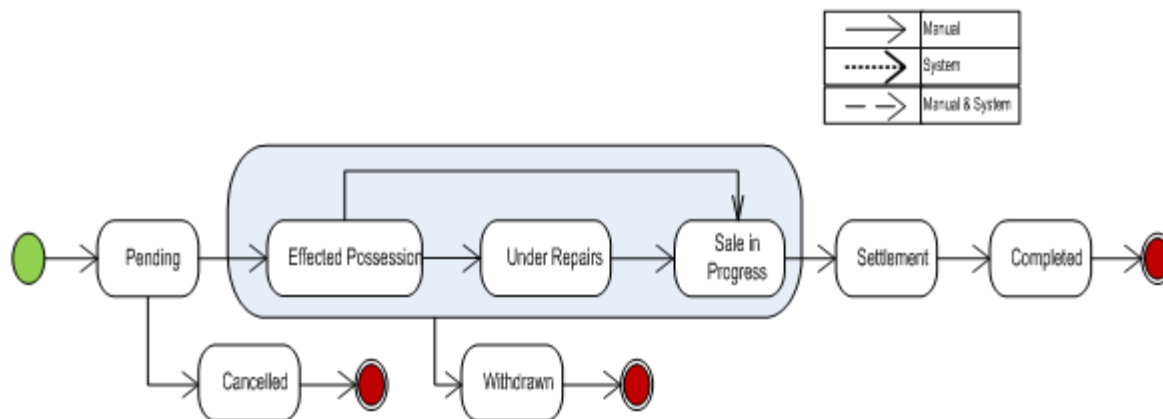 Manual
System
Manual & System
Pending
Effected Possession
Under Repairs
Sale in
Progress
Settlement
Completed
Cancelled
Withdrawn